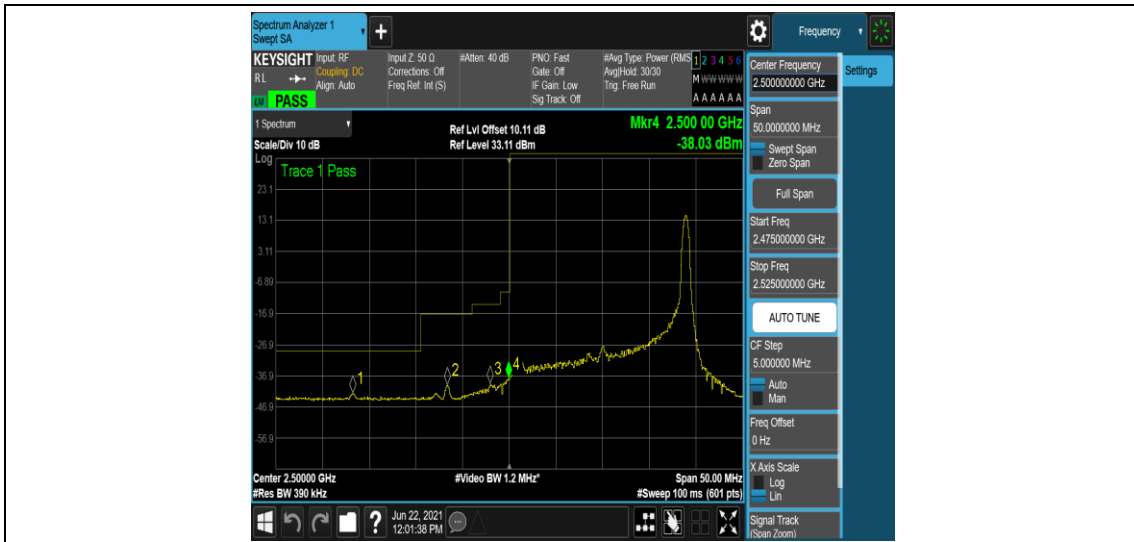 Spectrum Analyzer 1
Swept SA
Frequency
KEYSIGHT
RL
PASS
Input: RF
Coupling: DC
Align: Auto
Input Z: 50 Ω
Corrections: Off
Freq Ref: Int (S)
#Atten: 40 dB
PNO: Fast
Gate: Off
IF Gain: Low
Sig Track: Off
#Avg Type: Power (RMS
Avg|Hold: 30/30
Trig: Free Run
1 2 3 4 5 6
M W W W W W
A A A A A A
Center Frequency
2.500000000 GHz
Settings
1 Spectrum
Scale/Div 10 dB
Ref Lvl Offset 10.11 dB
Ref Level 33.11 dBm
Mkr4 2.500 00 GHz
-38.03 dBm
Log
Trace 1 Pass
23.1
13.1
3.11
-6.89
-16.9
-26.9
-36.9
-46.9
-56.9
1
2
3
4
Center 2.50000 GHz
#Res BW 390 kHz
#Video BW 1.2 MHz*
Span 50.00 MHz
#Sweep 100 ms (601 pts)
Span
50.0000000 MHz
Swept Span
Zero Span
Full Span
Start Freq
2.475000000 GHz
Stop Freq
2.525000000 GHz
AUTO TUNE
CF Step
5.000000 MHz
Auto
Man
Freq Offset
0 Hz
X Axis Scale
Log
Lin
Signal Track
(Span Zoom)
?
Jun 22, 2021
12:01:38 PM